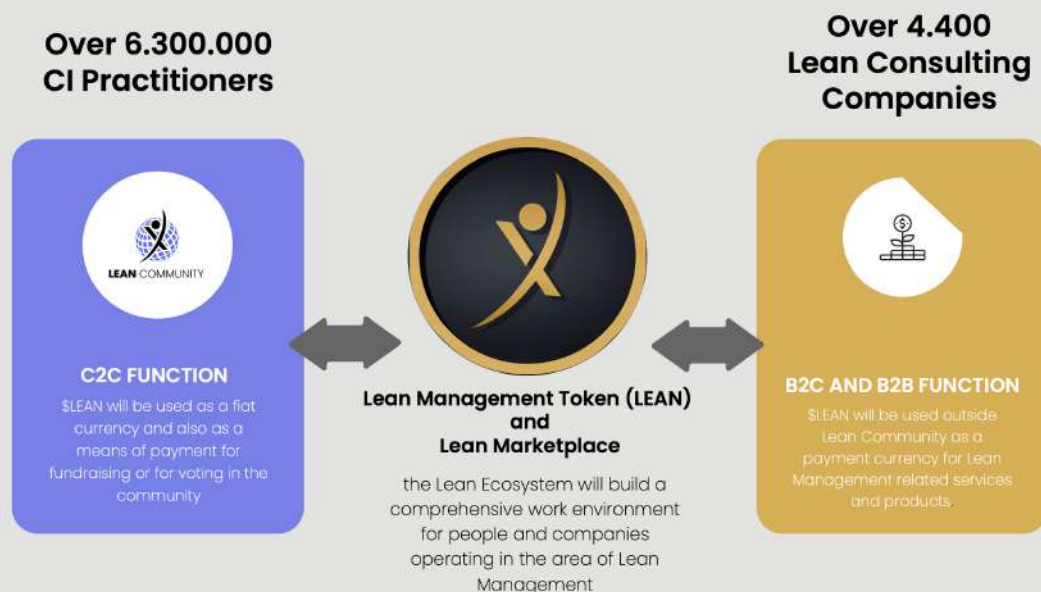 Over 6.300.000
CI Practitioners
Over 4.400
Lean Consulting
Companies
LEAN COMMUNITY
C2C FUNCTION
$LEAN will be used as a fiat
currency and also as a
means of payment for
fundraising or for voting in the
community
Lean Management Token (LEAN)
and
Lean Marketplace
the Lean Ecosystem will build a
comprehensive work environment
for people and companies
operating in the area of Lean
Management
$
B2C AND B2B FUNCTION
$LEAN will be used outside
Lean Community as a
payment currency for Lean
Management related services
and products.